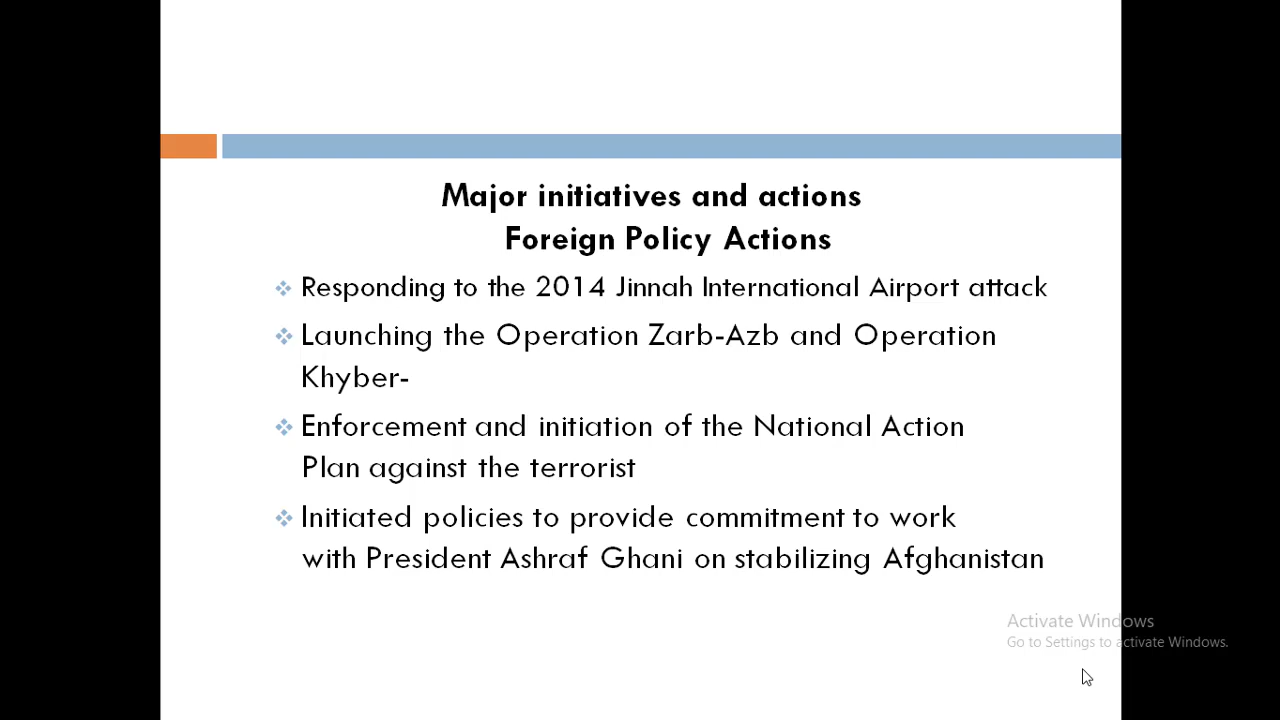 Major initiatives and actions
Foreign Policy Actions
Responding to the 2014 Jinnah International Airport attack
Launching the Operation Zarb-Azb and Operation
Khyber-
Enforcement and initiation of the National Action
Plan against the terrorist
Initiated policies to provide commitment to work
with President Ashraf Ghani on stabilizing Afghanistan
Activate Windows
Go to Settings to activate Windows.